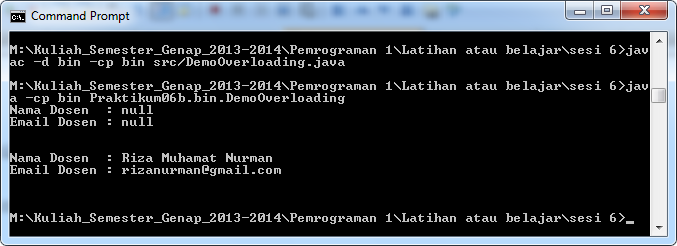 Command Prompt
M:\Kuliah_Semester_Genap_2013-2014\Pemrograman 1\Latihan atau belajar\sesi 6>jav
ac -d bin -cp bin src/DemoOverloading.java
M:\Kuliah_Semester_Genap_2013-2014\Pemrograman 1\Latihan atau belajar\sesi 6>jav
a -cp bin Praktikum06b.bin.DemoOverloading
Nama Dosen  : null
Email Dosen : null
Nama Dosen  : Riza Muhamat Nurman
Email Dosen : rizanurman@gmail.com
M:\Kuliah_Semester_Genap_2013-2014\Pemrograman 1\Latihan atau belajar\sesi 6>_